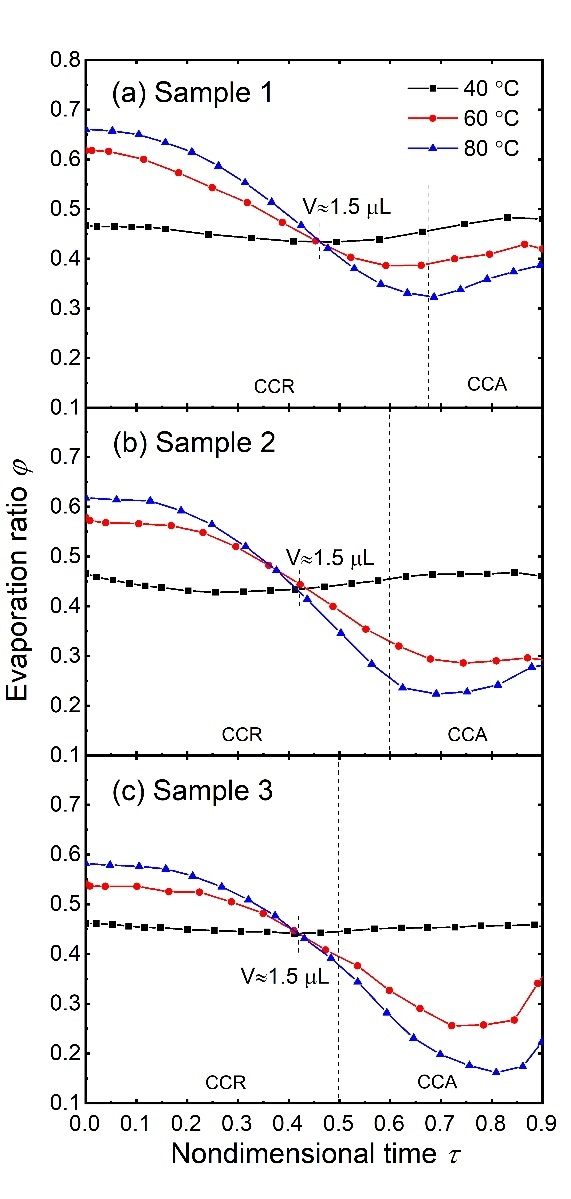 0.8
(a) Sample 1
40 °C
60 °C
80 °C
0.7
0.6
0.5
V≈1.5 μL
0.4
0.3
0.2
CCR
CCA
0.1
(b) Sample 2
0.7
0.6
0.5
V≈1.5 μL
0.4
0.3
0.2
CCR
CCA
0.1
(c) Sample 3
0.7
0.6
0.5
0.4
V≈1.5 μL
0.3
0.2
CCR
CCA
0.1
0.0 0.1 0.2 0.3 0.4 0.5 0.6 0.7 0.8 0.9
Nondimensional time τ
Evaporation ratio φ